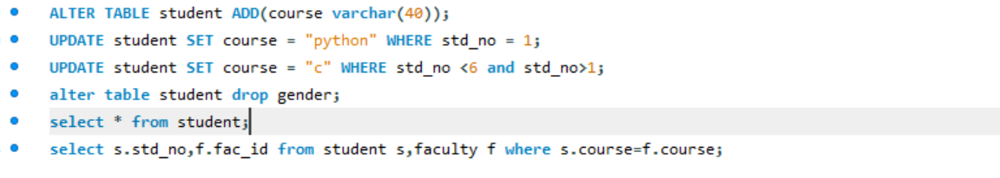 ALTER TABLE student ADD(course varchar(40));
UPDATE student SET course = "python" WHERE std_no = 1;
UPDATE student SET course = "c" WHERE std_no <6 and std_no>1;
alter table student drop gender;
select * from student;
select s.std_no,f.fac_id from student s,faculty f where s.course=f.course;